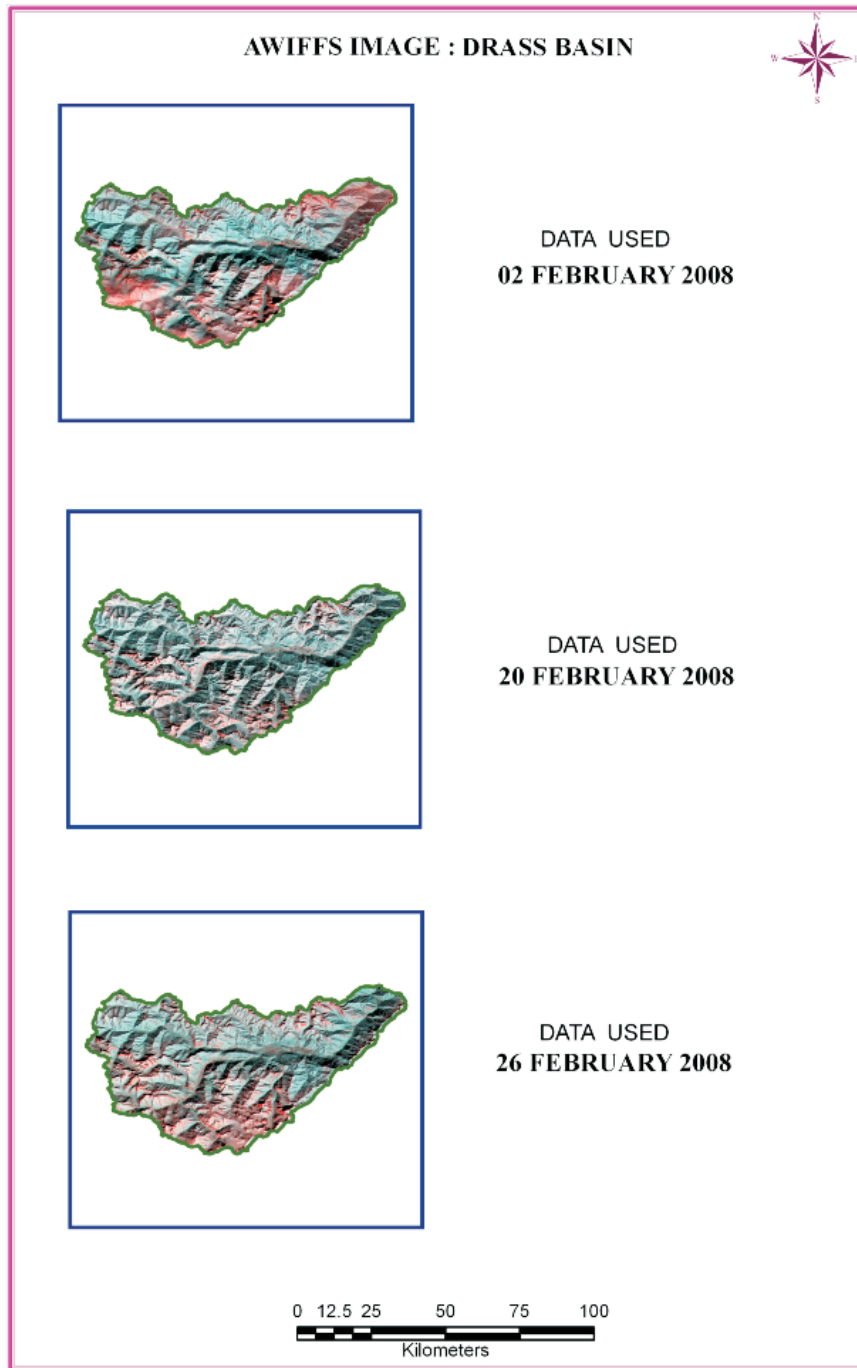 AWIFFS IMAGE : DRASS BASIN
N
W
S
DATA USED
02 FEBRUARY 2008
DATA USED
20 FEBRUARY 2008
DATA USED
26 FEBRUARY 2008
0 12.5 25 50 75 100
Kilometers